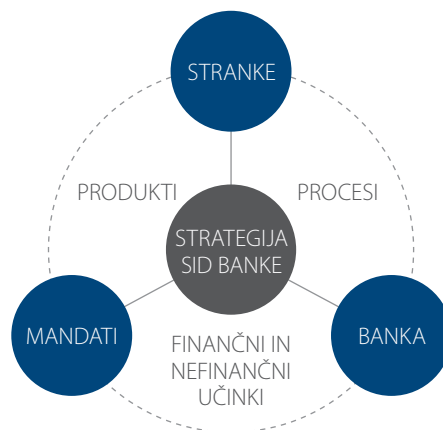 STRANKE
PRODUKTI
PROCESI
STRATEGIJA
SID BANKE
MANDATI
BANKA
FINANČNI IN
NEFINANČNI
UČINKI